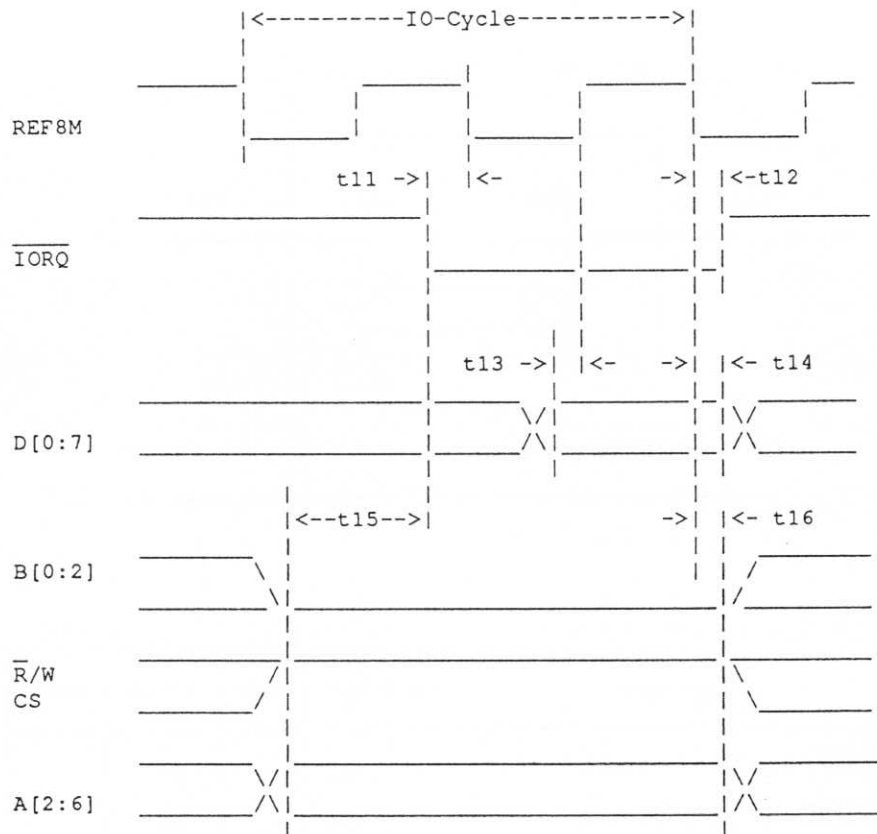 |<----------IO-Cycle----------->|
REF8M
t11 ->| |<- ->| |<-t12
IORQ
t13 ->| |<- ->| |<- t14
D[0:7]
|<--t15-->| ->| |<- t16
B[0:2]
R/W
CS
A[2:6]